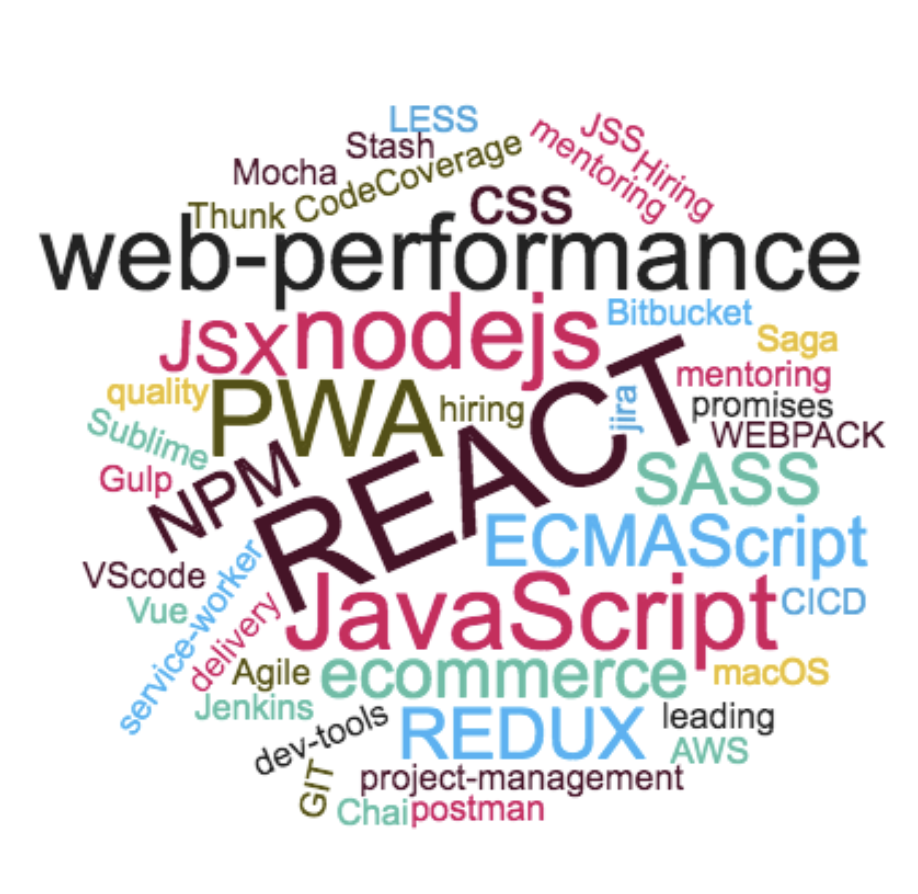 LESS
JSS
Stash
mentoring
Hiring
Mocha
CodeCoverage
Thunk
CSS
web-performance
JSX
nodejs
Bitbucket
Saga
quality
PWA
hiring
jira
mentoring
promises
Sublime
WEBPACK
Gulp
NPM
REACT
SASS
ECMAScript
VScode
service-worker
Vue
delivery
JavaScript
CICD
Agile
ecommerce
macOS
Jenkins
dev-tools
REDUX
leading
AWS
GIT
project-management
Chai
postman